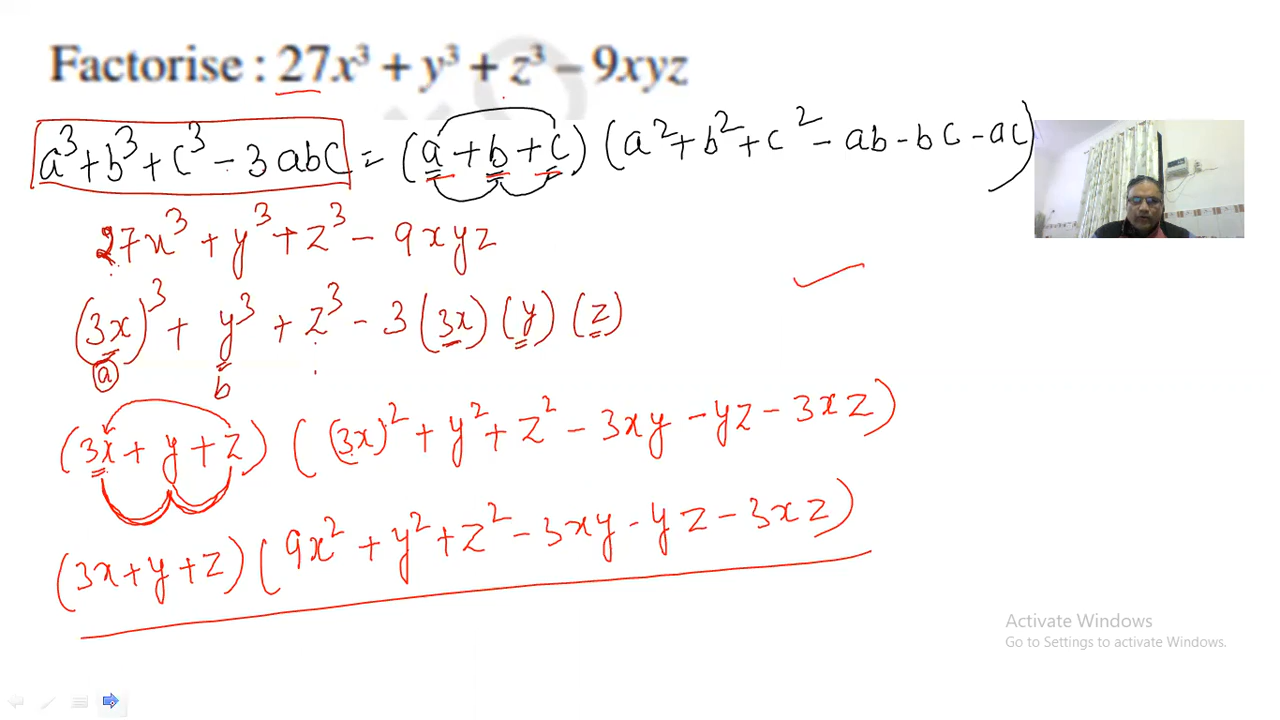 Factorise : 27x³ + y³ + z³ – 9xyz
a³ + b³ + c³ - 3abc = (a + b + c) (a² + b² + c² - ab - bc - ac)
27x³ + y³ + z³ - 9xyz
(3x)³ + y³ + z³ - 3 (3x) (y) (z)
a b
(3x + y + z) ((3x)² + y² + z² - 3xy - yz - 3xz)
(3x + y + z) (9x² + y² + z² - 3xy - yz - 3xz)
Activate Windows
Go to Settings to activate Windows.